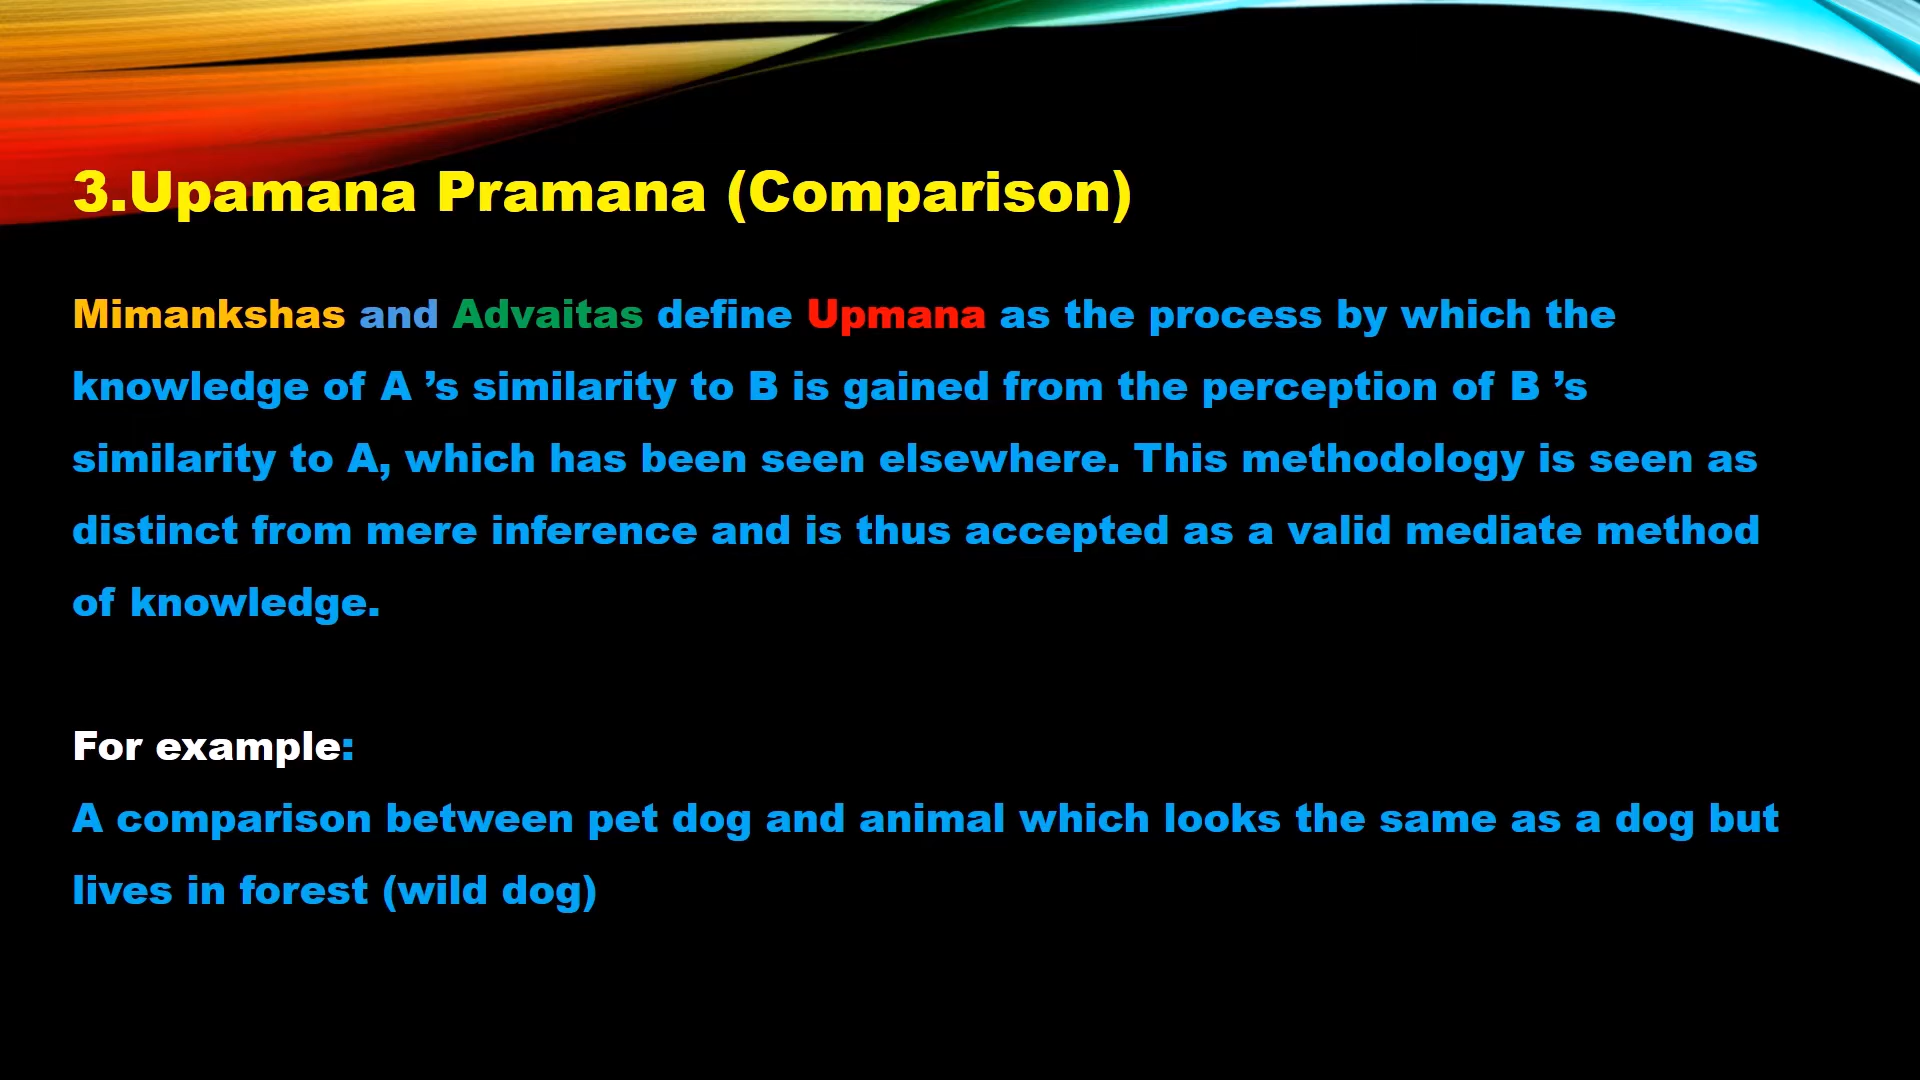 3.Upamana Pramana (Comparison)
Mimankshas and Advaitas define Upmana as the process by which the
knowledge of A ’s similarity to B is gained from the perception of B ’s
similarity to A, which has been seen elsewhere. This methodology is seen as
distinct from mere inference and is thus accepted as a valid mediate method
of knowledge.
For example:
A comparison between pet dog and animal which looks the same as a dog but
lives in forest (wild dog)